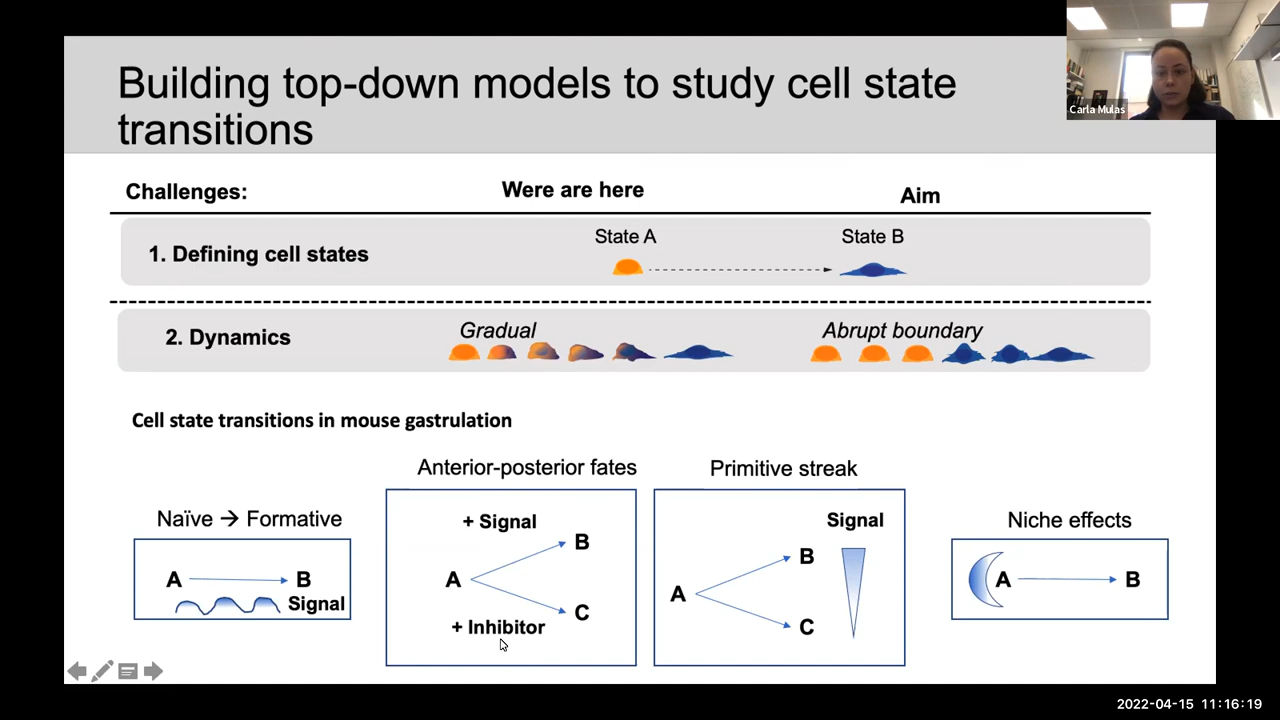 Building top-down models to study cell state
transitions
Carla Mulas
Challenges:
Were are here
Aim
1. Defining cell states
State A
State B
2. Dynamics
Gradual
Abrupt boundary
Cell state transitions in mouse gastrulation
Naïve → Formative
A
B
Signal
Anterior-posterior fates
+ Signal
A
B
C
+ Inhibitor
Primitive streak
Signal
A
B
C
Niche effects
A
B
2022-04-15 11:16:19